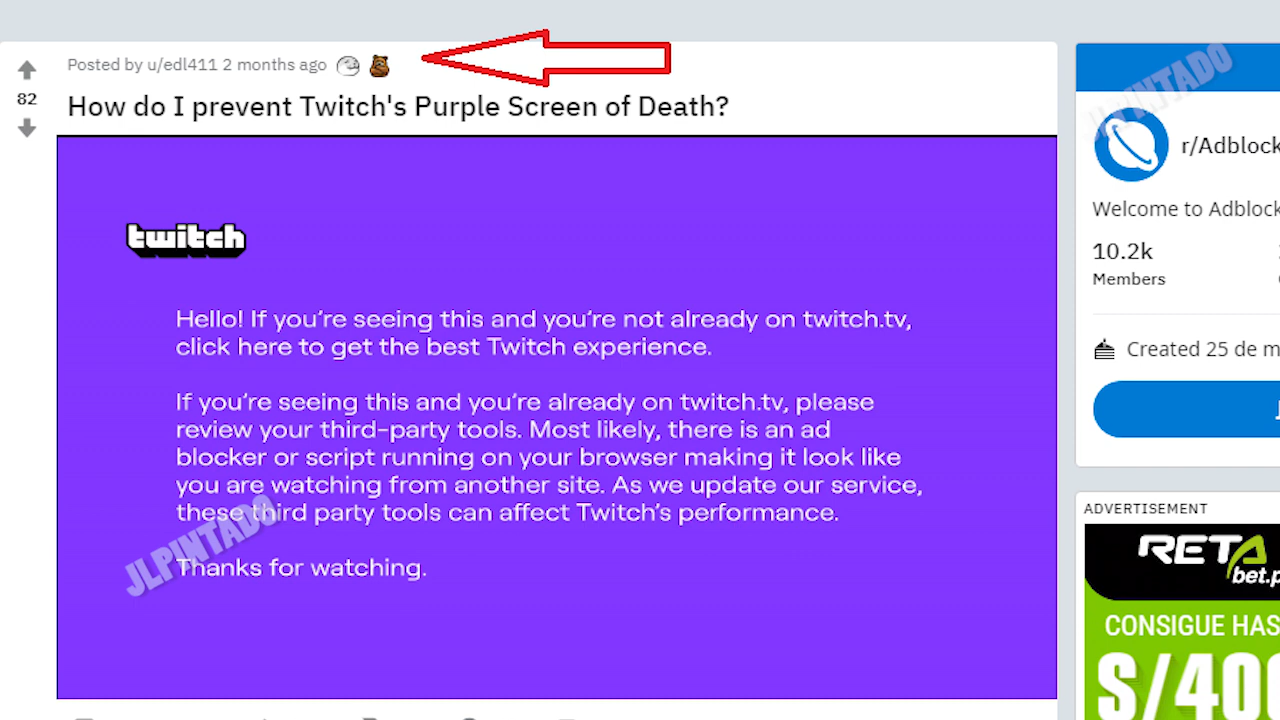 Posted by u/edl411 2 months ago
82
How do I prevent Twitch's Purple Screen of Death?
twitch
Hello! If you're seeing this and you're not already on twitch.tv,
click here to get the best Twitch experience.
If you're seeing this and you're already on twitch.tv, please
review your third-party tools. Most likely, there is an ad
blocker or script running on your browser making it look like
you are watching from another site. As we update our service,
these third party tools can affect Twitch's performance.
Thanks for watching.
JLPINTADO
JLPINTADO
r/Adblock
Welcome to Adblock
10.2k
Members
Created 25 de m
ADVERTISEMENT
RETA
bet.p
CONSIGUE HAS
S/400